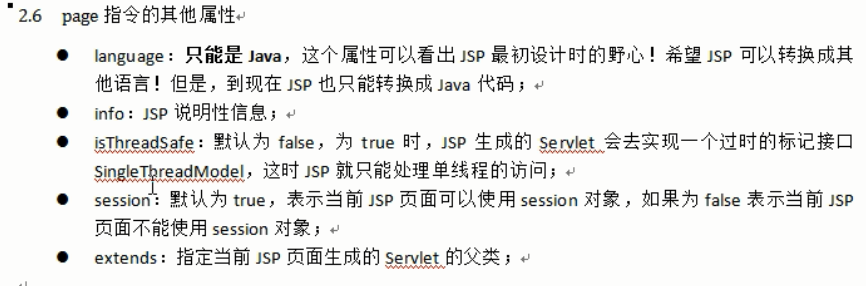 2.6 page 指令的其他属性
● language：只能是 Java，这个属性可以看出 JSP 最初设计时的野心！希望 JSP 可以转换成其
他语言！但是，到现在 JSP 也只能转换成 Java 代码；
● info：JSP 说明性信息；
● isThreadSafe：默认为 false，为 true 时，JSP 生成的 Servlet 会去实现一个过时的标记接口
SingleThreadModel，这时 JSP 就只能处理单线程的访问；
● session：默认为 true，表示当前 JSP 页面可以使用 session 对象，如果为 false 表示当前 JSP
页面不能使用 session 对象；
● extends：指定当前 JSP 页面生成的 Servlet 的父类；